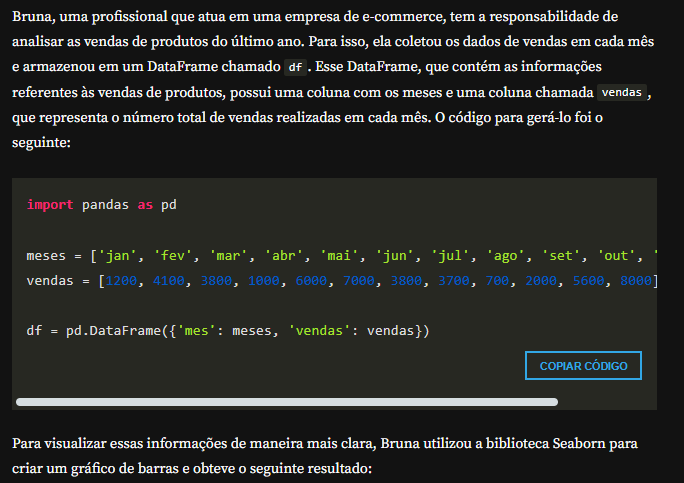 Bruna, uma profissional que atua em uma empresa de e-commerce, tem a responsabilidade de
analisar as vendas de produtos do último ano. Para isso, ela coletou os dados de vendas em cada mês
e armazenou em um DataFrame chamado df. Esse DataFrame, que contém as informações
referentes às vendas de produtos, possui uma coluna com os meses e uma coluna chamada vendas,
que representa o número total de vendas realizadas em cada mês. O código para gerá-lo foi o
seguinte:
import pandas as pd
meses = ['jan', 'fev', 'mar', 'abr', 'mai', 'jun', 'jul', 'ago', 'set', 'out', '
vendas = [1200, 4100, 3800, 1000, 6000, 7000, 3800, 3700, 700, 2000, 5600, 8000]
df = pd.DataFrame({'mes': meses, 'vendas': vendas})
COPIAR CÓDIGO
Para visualizar essas informações de maneira mais clara, Bruna utilizou a biblioteca Seaborn para
criar um gráfico de barras e obteve o seguinte resultado: